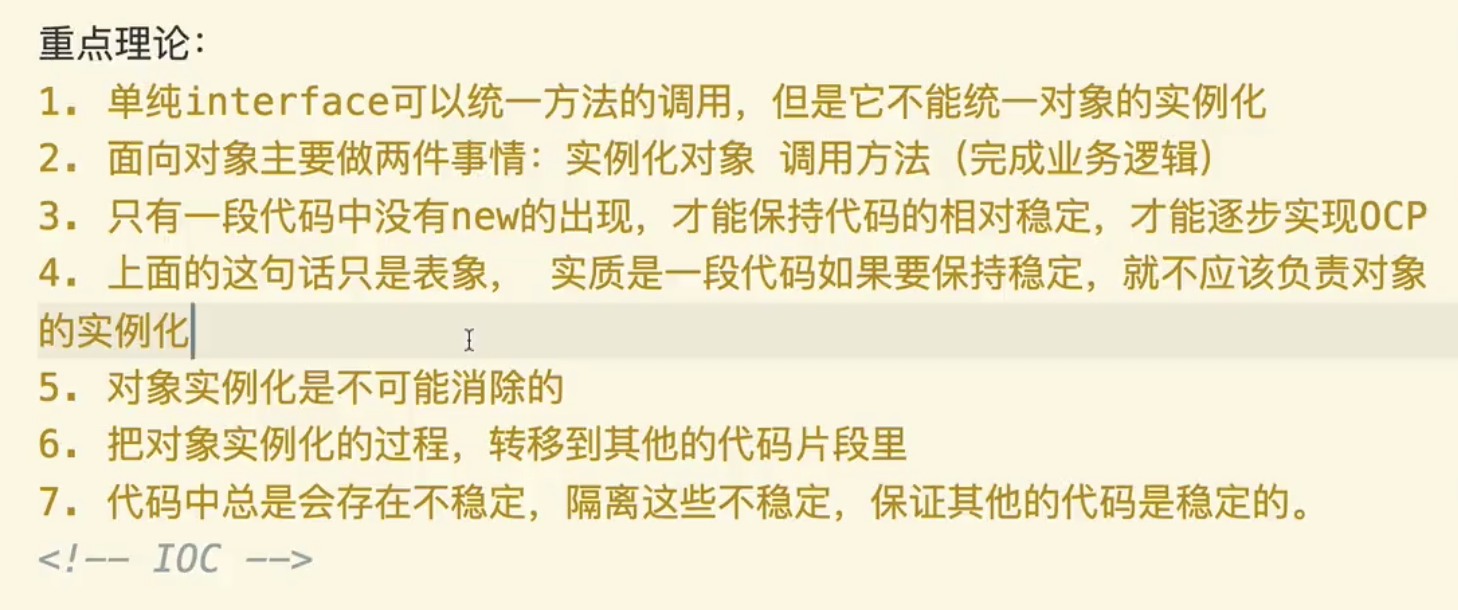 重点理论：
1. 单纯interface可以统一方法的调用，但是它不能统一对象的实例化
2. 面向对象主要做两件事情：实例化对象 调用方法（完成业务逻辑）
3. 只有一段代码中没有new的出现，才能保持代码的相对稳定，才能逐步实现OCP
4. 上面的这句话只是表象， 实质是一段代码如果要保持稳定，就不应该负责对象
的实例化
5. 对象实例化是不可能消除的
6. 把对象实例化的过程，转移到其他的代码片段里
7. 代码中总是会存在不稳定，隔离这些不稳定，保证其他的代码是稳定的。
<!-- IOC -->